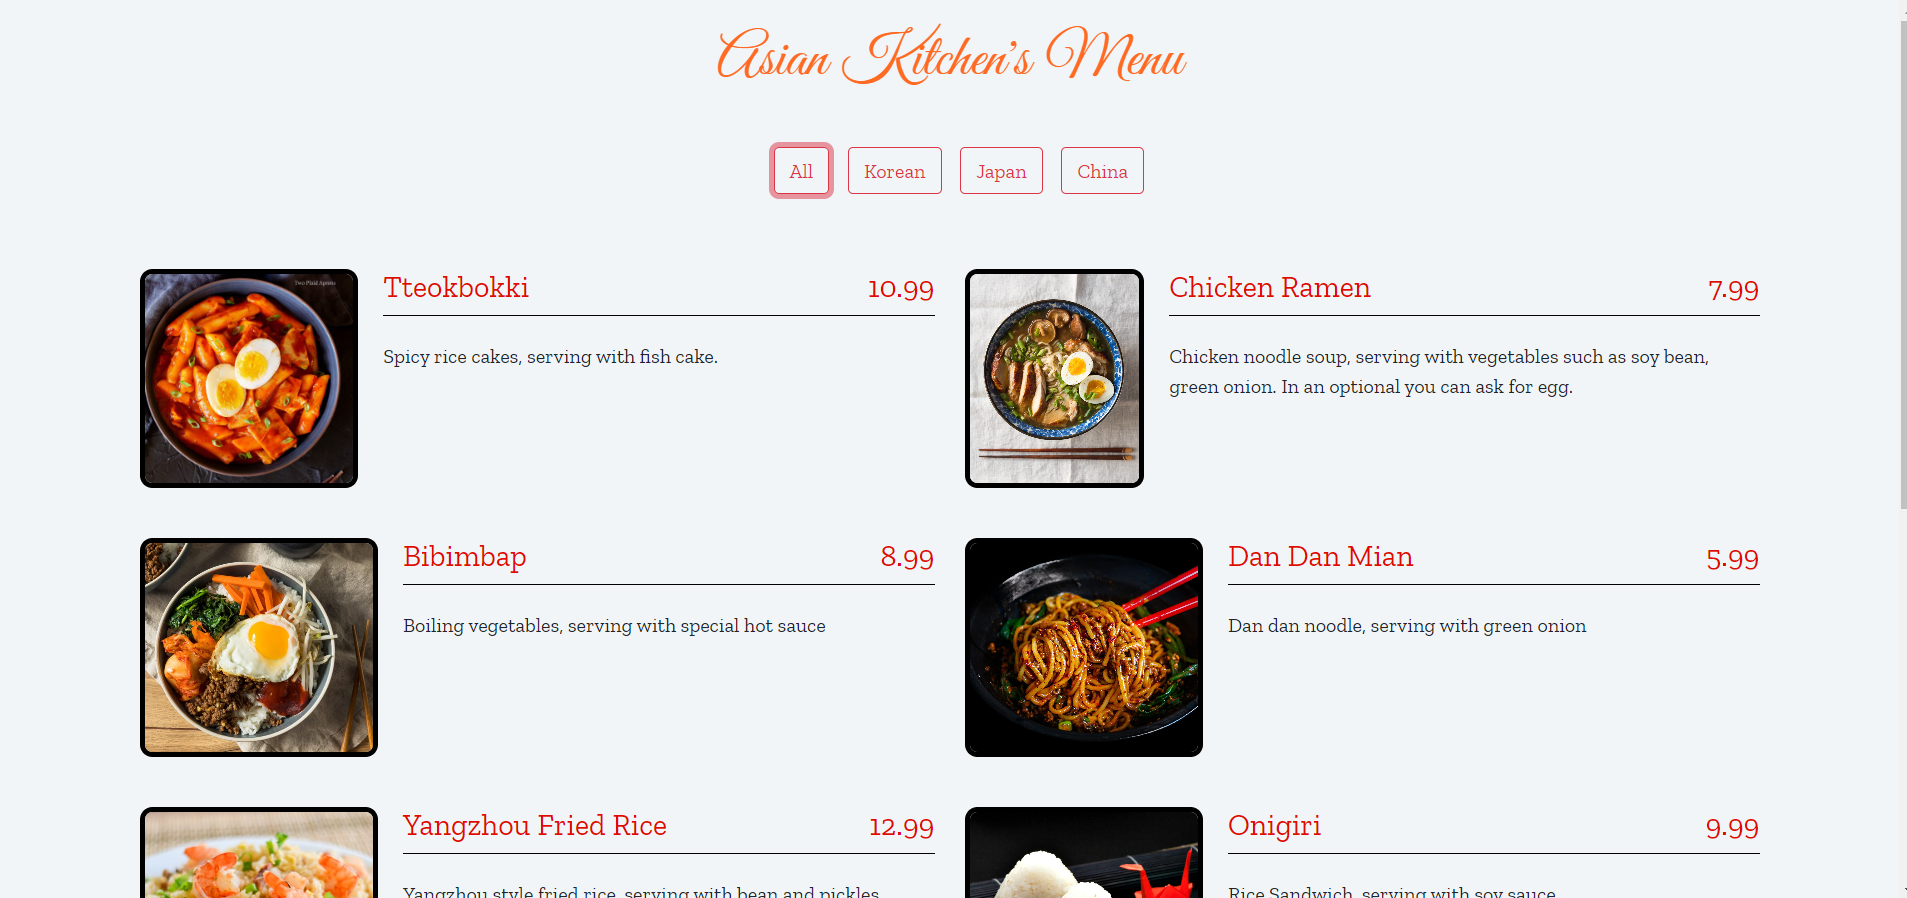 Asian Kitchen's Menu
All Korean Japan China
Two Plaid Aprons
Tteokbokki 10.99
Spicy rice cakes, serving with fish cake.
Chicken Ramen 7.99
Chicken noodle soup, serving with vegetables such as soy bean,
green onion. In an optional you can ask for egg.
Bibimbap 8.99
Boiling vegetables, serving with special hot sauce
Dan Dan Mian 5.99
Dan dan noodle, serving with green onion
Yangzhou Fried Rice 12.99
Yangzhou style fried rice, serving with bean and pickles
Onigiri 9.99
Rice Sandwich, serving with soy sauce